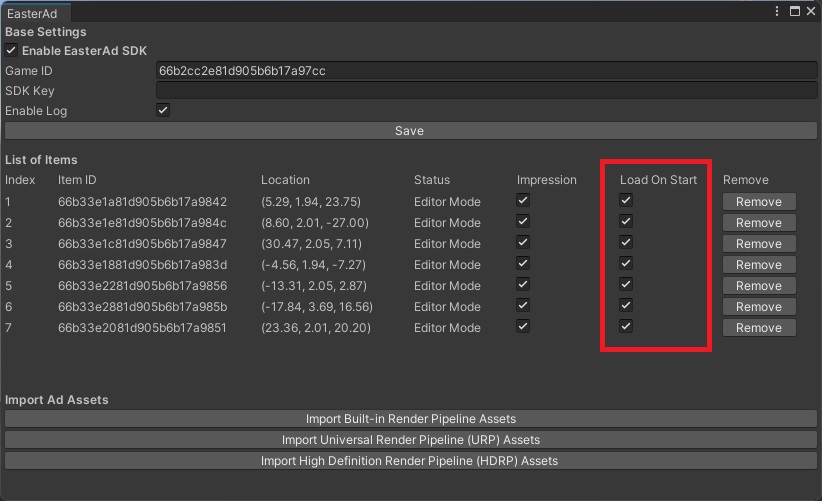 EasterAd
Base Settings
Enable EasterAd SDK
Game ID 66b2cc2e81d905b6b17a97cc
SDK Key
Enable Log
Save
List of Items
Index Item ID Location Status Impression Load On Start Remove
1 66b33e1a81d905b6b17a9842 (5.29, 1.94, 23.75) Editor Mode Remove
2 66b33e1e81d905b6b17a984c (8.60, 2.01, -27.00) Editor Mode Remove
3 66b33e1c81d905b6b17a9847 (30.47, 2.05, 7.11) Editor Mode Remove
4 66b33e1881d905b6b17a983d (-4.56, 1.94, -7.27) Editor Mode Remove
5 66b33e2281d905b6b17a9856 (-13.31, 2.05, 2.87) Editor Mode Remove
6 66b33e2881d905b6b17a985b (-17.84, 3.69, 16.56) Editor Mode Remove
7 66b33e2081d905b6b17a9851 (23.36, 2.01, 20.20) Editor Mode Remove
Import Ad Assets
Import Built-in Render Pipeline Assets
Import Universal Render Pipeline (URP) Assets
Import High Definition Render Pipeline (HDRP) Assets